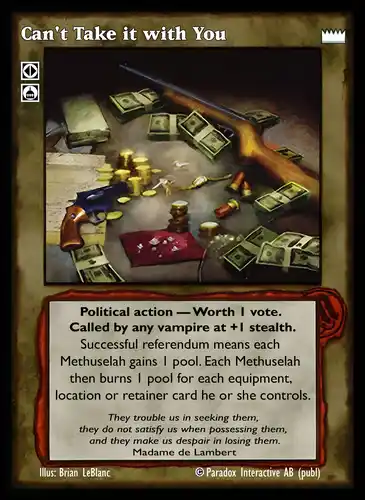 Can't Take it with You
Political action — Worth 1 vote.
Called by any vampire at +1 stealth.
Successful referendum means each
Methuselah gains 1 pool. Each Methuselah
then burns 1 pool for each equipment,
location or retainer card he or she controls.
They trouble us in seeking them,
they do not satisfy us when possessing them,
and they make us despair in losing them.
Madame de Lambert
Illus: Brian LeBlanc © Paradox Interactive AB (publ)